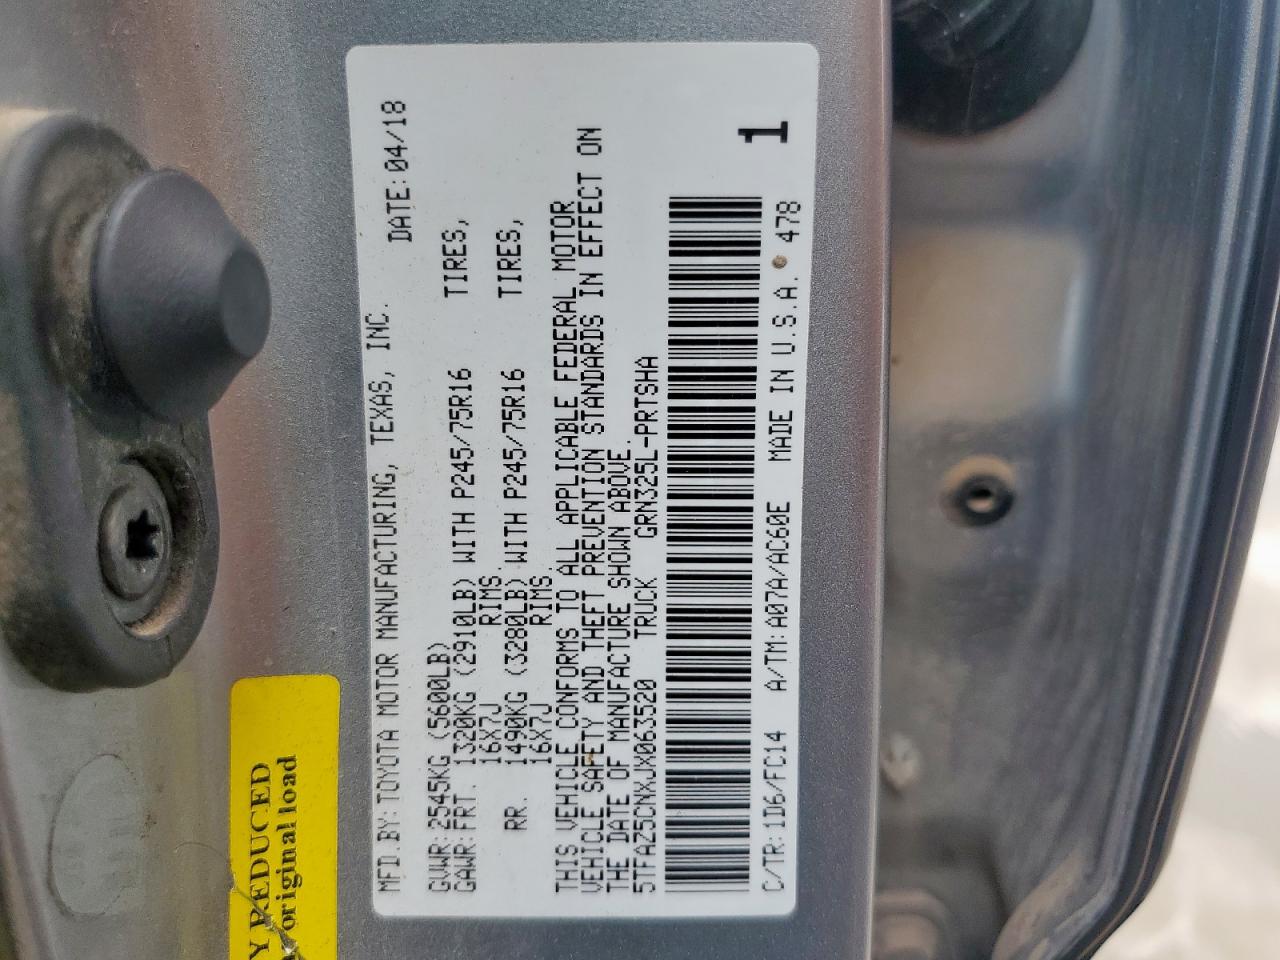 MFD.BY:TOYOTA MOTOR MANUFACTURING, TEXAS, INC.
DATE:04/18
GVWR:2545KG (5600LB)
GAWR:FRT. 1320KG (2910LB) WITH P245/75R16 TIRES,
16X7J RIMS.
RR. 1490KG (3280LB) WITH P245/75R16 TIRES,
16X7J RIMS.
THIS VEHICLE CONFORMS TO ALL APPLICABLE FEDERAL MOTOR
VEHICLE SAFETY AND THEFT PREVENTION STANDARDS IN EFFECT ON
THE DATE OF MANUFACTURE SHOWN ABOVE.
5TFAZ5CNXJX063520 TRUCK GRN325L-PRTSHA
1
C/TR:1D6/FC14 A/TM:A07A/AC60E MADE IN U.S.A. 478
Y REDUCED
original load